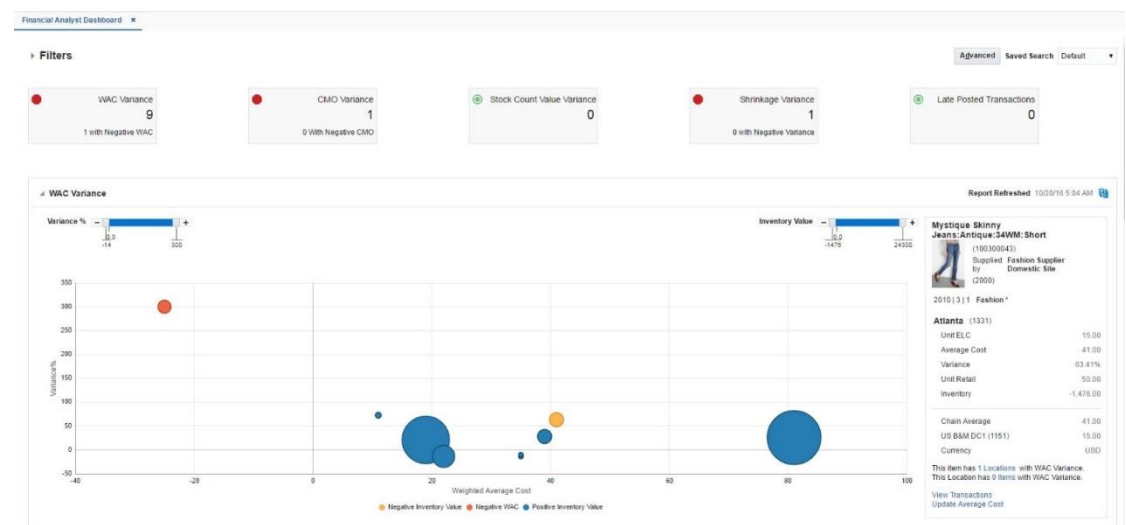 Financial Analyst Dashboard ×
Filters
Advanced Saved Search Default
WAC Variance
9
1 with Negative WAC
CMO Variance
1
0 With Negative CMO
Stock Count Value Variance
0
Shrinkage Variance
1
0 with Negative Variance
Late Posted Transactions
0
WAC Variance
Report Refreshed 10/20/16 5:04 AM
Variance %
-14 300
Inventory Value
24300
350
300
250
200
150
100
50
0
-50
Variance%
-40 -20 0 20 40 60 80 100
Weighted Average Cost
Negative Inventory Value Negative WAC Positive Inventory Value
Mystique Skinny
Jeans:Antique:34WM:Short
(100300043)
Supplied Fashion Supplier
by Domestic Site
(2000)
2010 | 3 | 1 Fashion *
Atlanta (1331)
Unit ELC 15.00
Average Cost 41.00
Variance 63.41%
Unit Retail 50.00
Inventory -1,476.00
Chain Average 41.00
US B&M DC1 (1151) 15.00
Currency USD
This item has 1 Locations with WAC Variance.
This Location has 9 Items with WAC Variance.
View Transactions
Update Average Cost